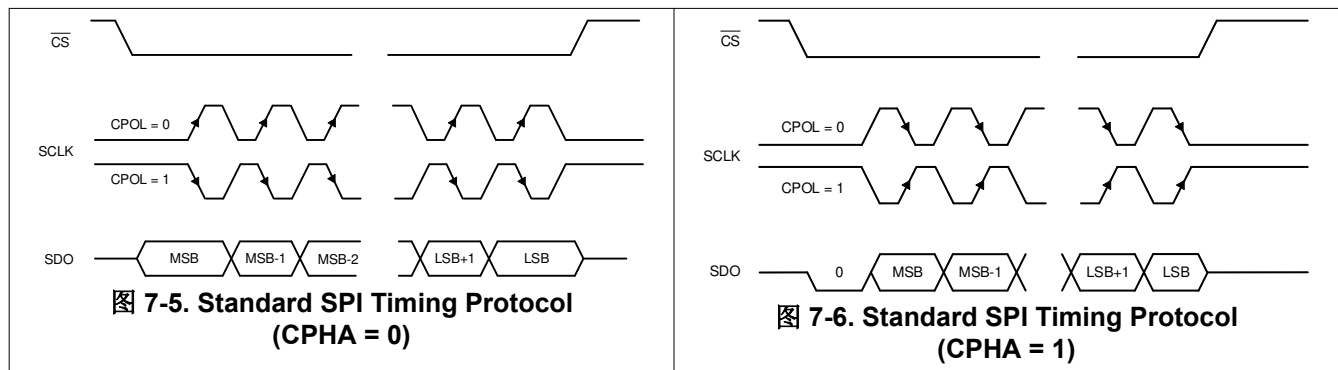 CS
CPOL = 0
SCLK
CPOL = 1
SDO
MSB
MSB-1
MSB-2
LSB+1
LSB
图 7-5. Standard SPI Timing Protocol
(CPHA = 0)
CS
CPOL = 0
SCLK
CPOL = 1
SDO
0
MSB
MSB-1
LSB+1
LSB
图 7-6. Standard SPI Timing Protocol
(CPHA = 1)